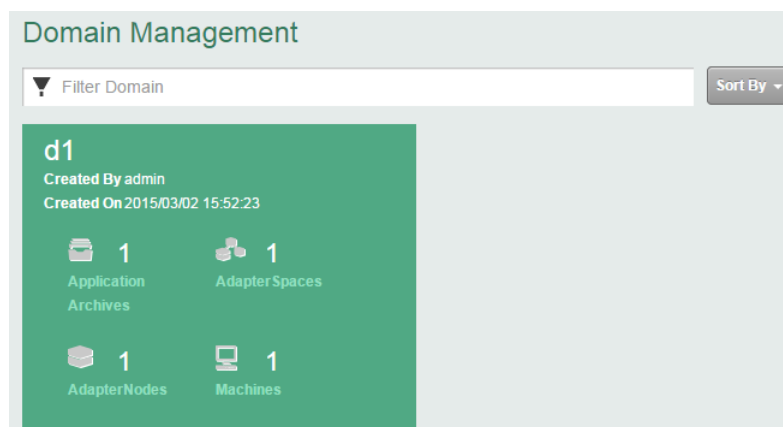 Domain Management
Filter Domain
Sort By
d1
Created By admin
Created On 2015/03/02 15:52:23
1 1
Application AdapterSpaces
Archives
1 1
AdapterNodes Machines